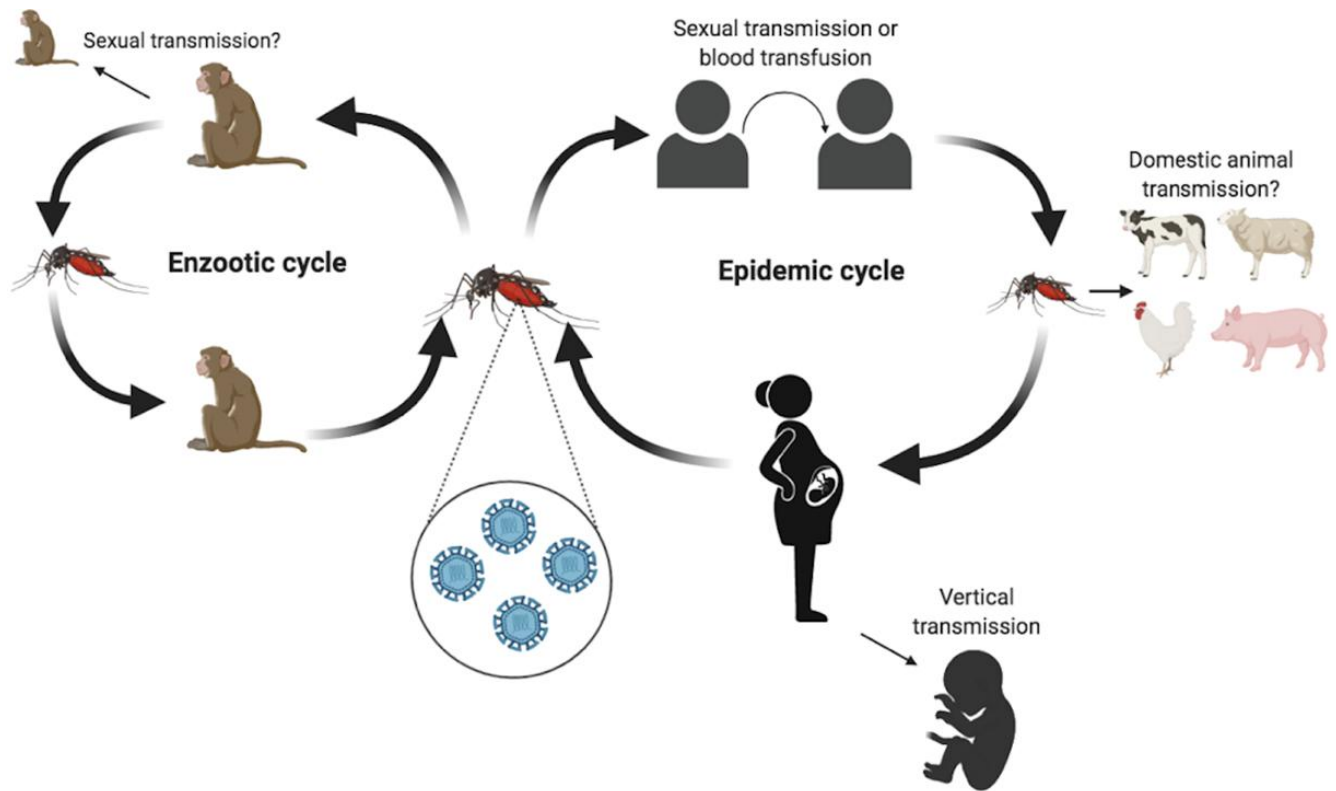 Sexual transmission?
Sexual transmission or
blood transfusion
Domestic animal
transmission?
Enzootic cycle
Epidemic cycle
Vertical
transmission